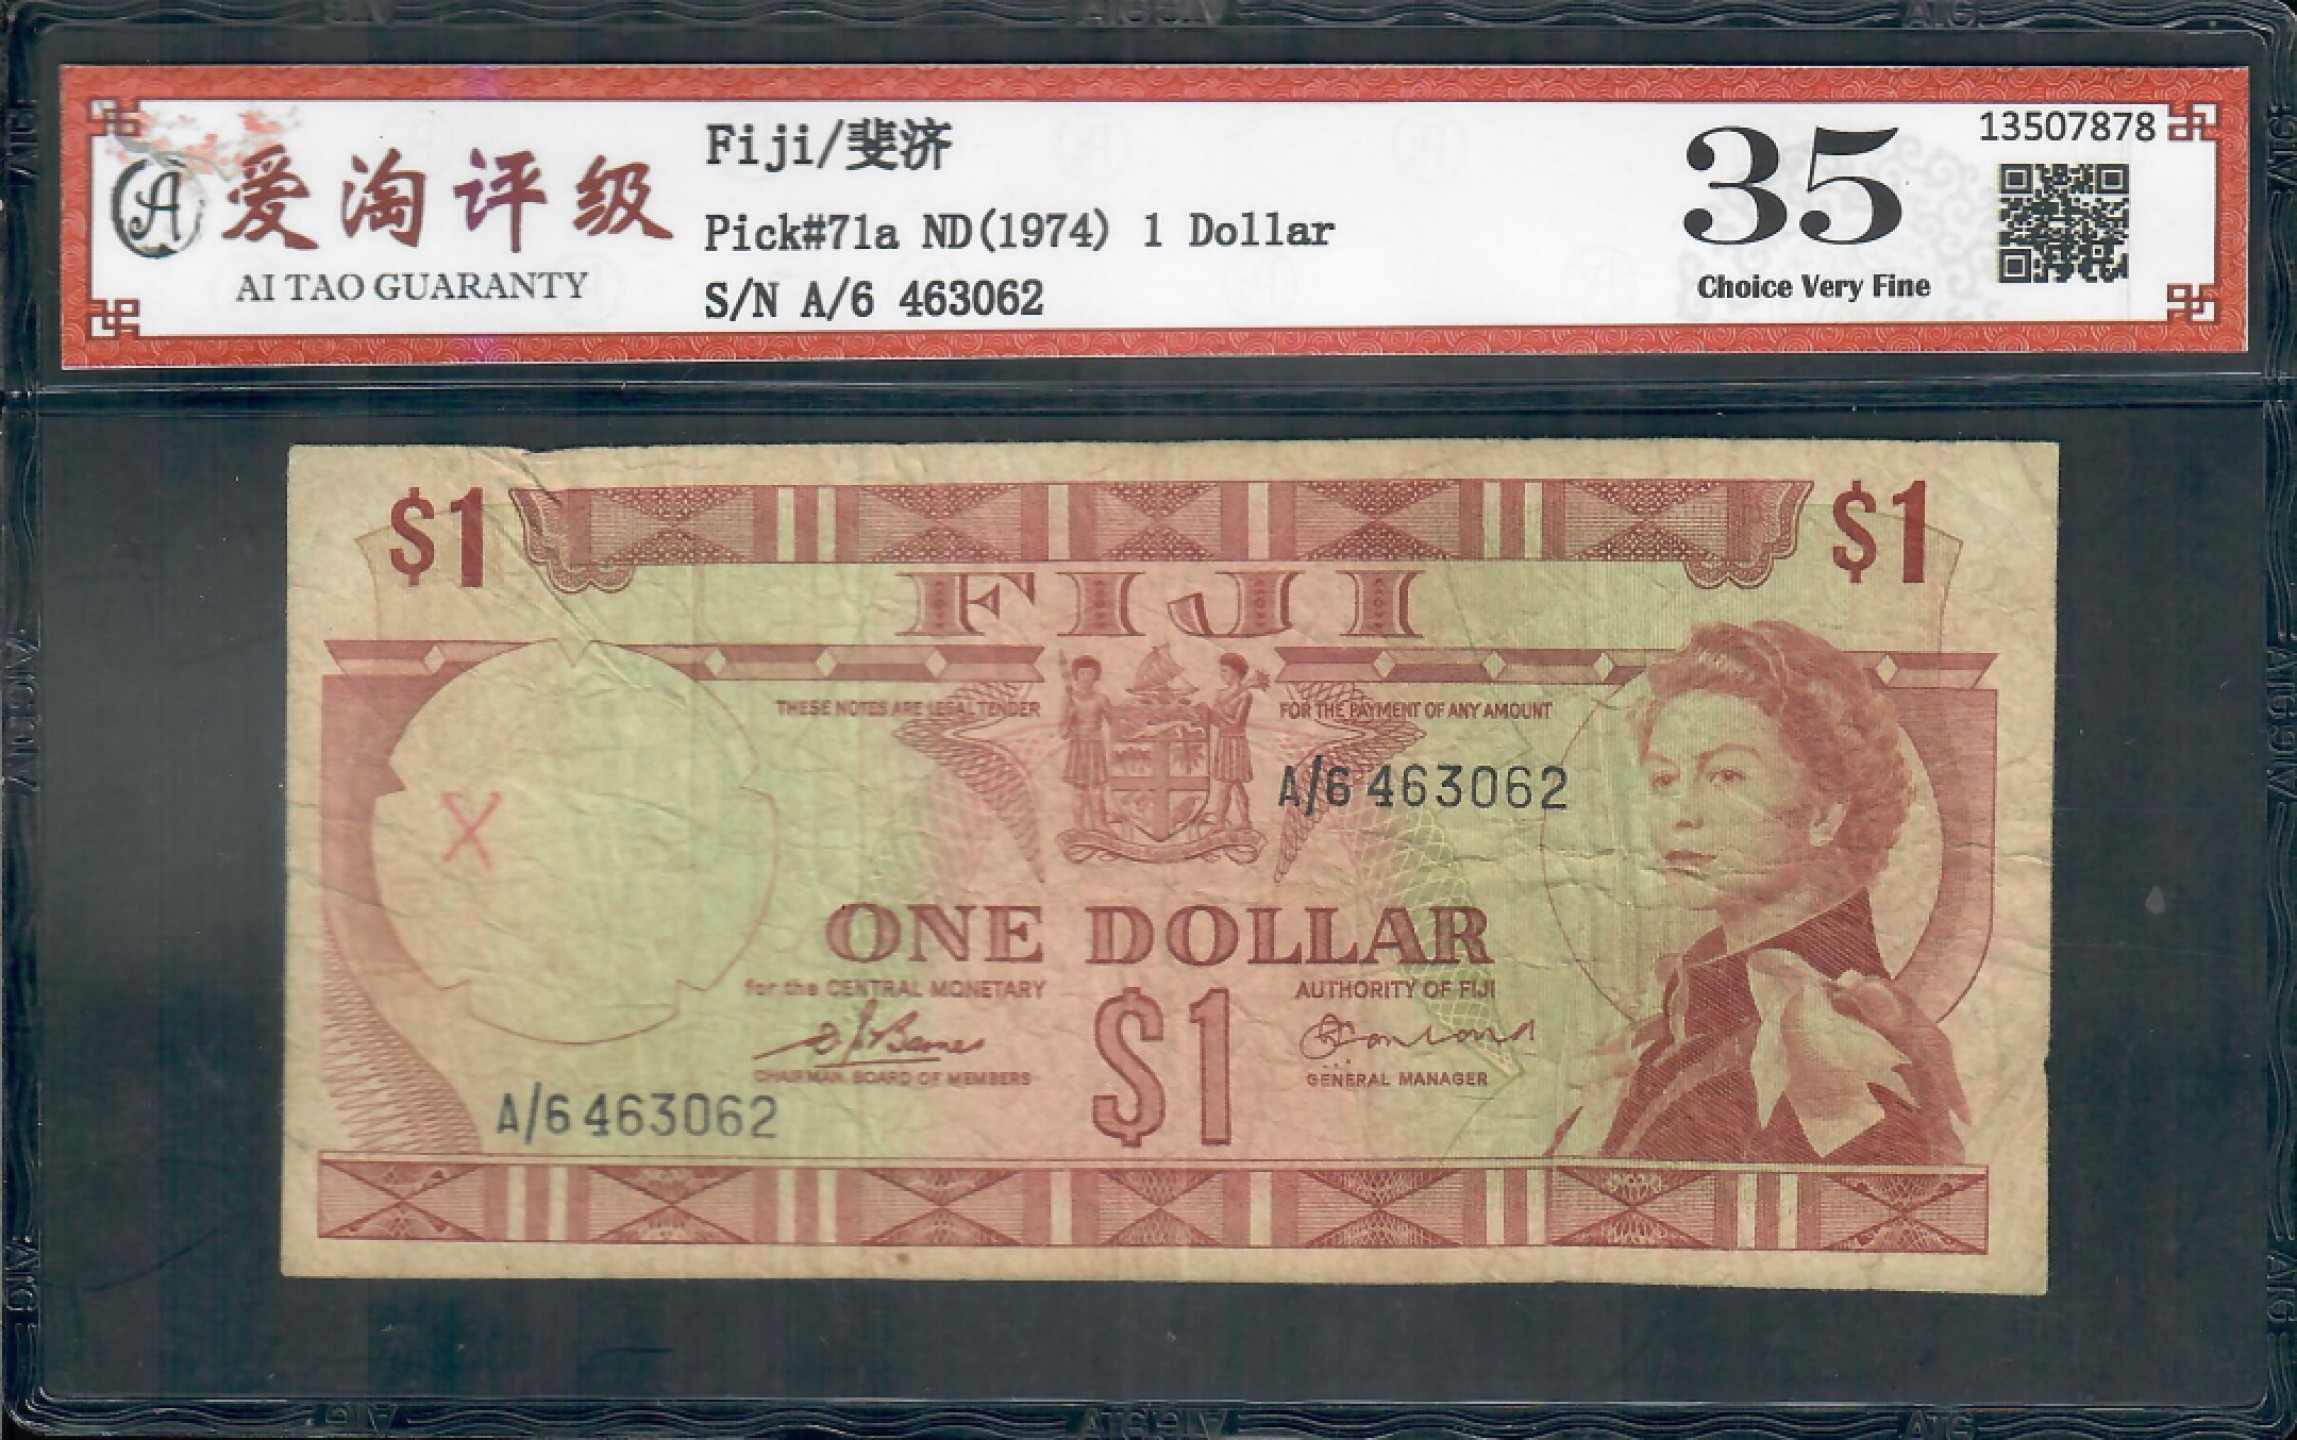 爱淘评级
AI TAO GUARANTY
Fiji/斐济
Pick#71a ND(1974) 1 Dollar
S/N A/6 463062
35
Choice Very Fine
13507878
$1
$1
FIJI
THESE NOTES ARE LEGAL TENDER
FOR THE PAYMENT OF ANY AMOUNT
A/6 463062
X
ONE DOLLAR
for the CENTRAL MONETARY
AUTHORITY OF FIJI
$1
CHAIRMAN BOARD OF MEMBERS
GENERAL MANAGER
A/6 463062